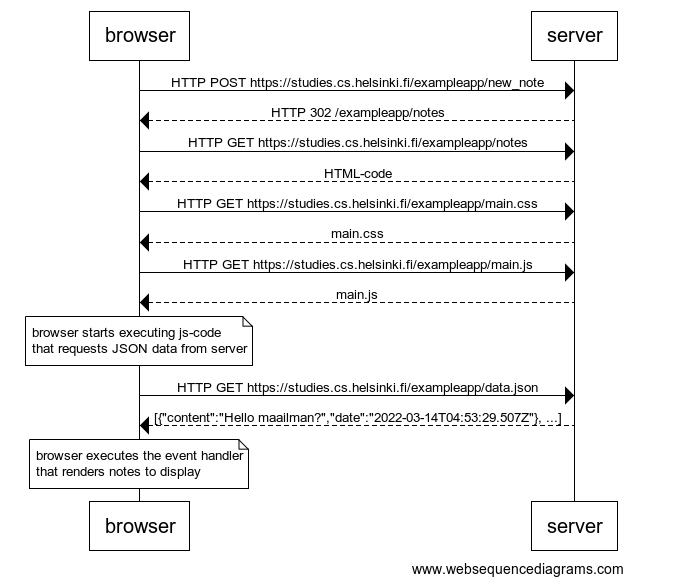 browser
server
HTTP POST https://studies.cs.helsinki.fi/exampleapp/new_note
HTTP 302 /exampleapp/notes
HTTP GET https://studies.cs.helsinki.fi/exampleapp/notes
HTML-code
HTTP GET https://studies.cs.helsinki.fi/exampleapp/main.css
main.css
HTTP GET https://studies.cs.helsinki.fi/exampleapp/main.js
main.js
browser starts executing js-code
that requests JSON data from server
HTTP GET https://studies.cs.helsinki.fi/exampleapp/data.json
[{"content":"Hello maailman?","date":"2022-03-14T04:53:29.507Z"}, ...]
browser executes the event handler
that renders notes to display
browser
server
www.websequencediagrams.com